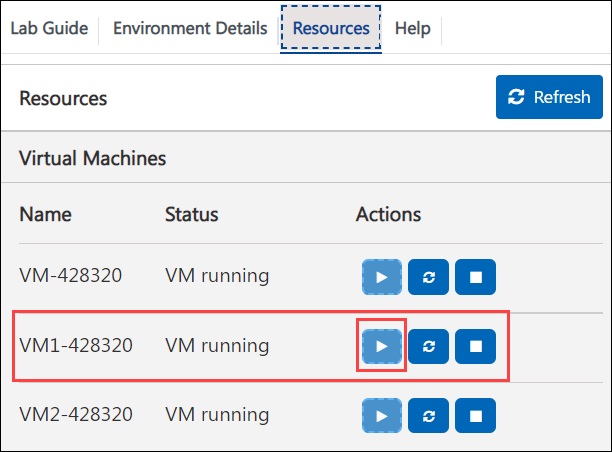 Lab Guide Environment Details Resources Help
Resources Refresh
Virtual Machines
Name Status Actions
VM-428320 VM running
VM1-428320 VM running
VM2-428320 VM running